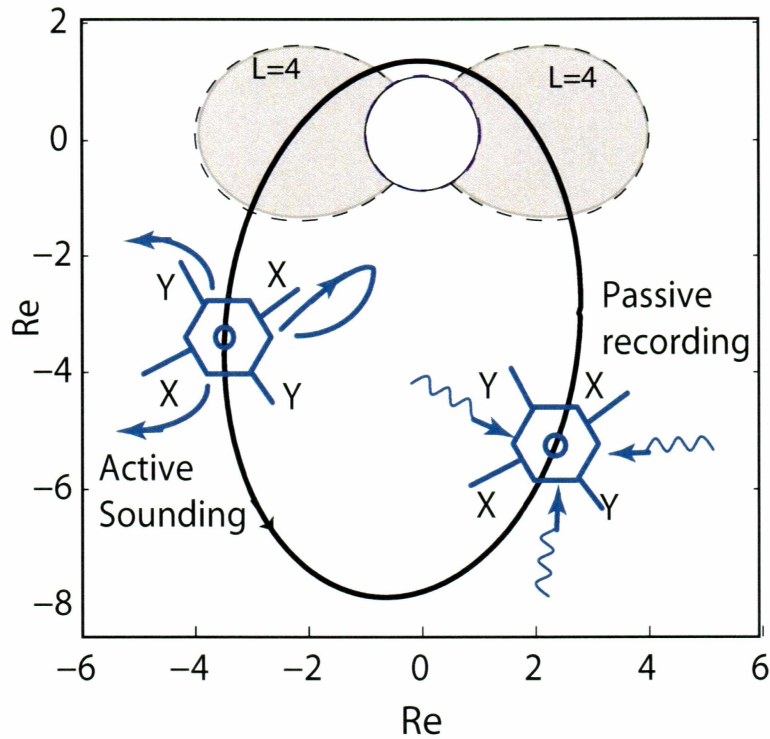 2
L=4
L=4
0
−2
X
Y
Passive
recording
Re
−4
Y
X
X
Y
Active
Sounding
−6
X
Y
−8
−6
−4
−2
0
2
4
6
Re